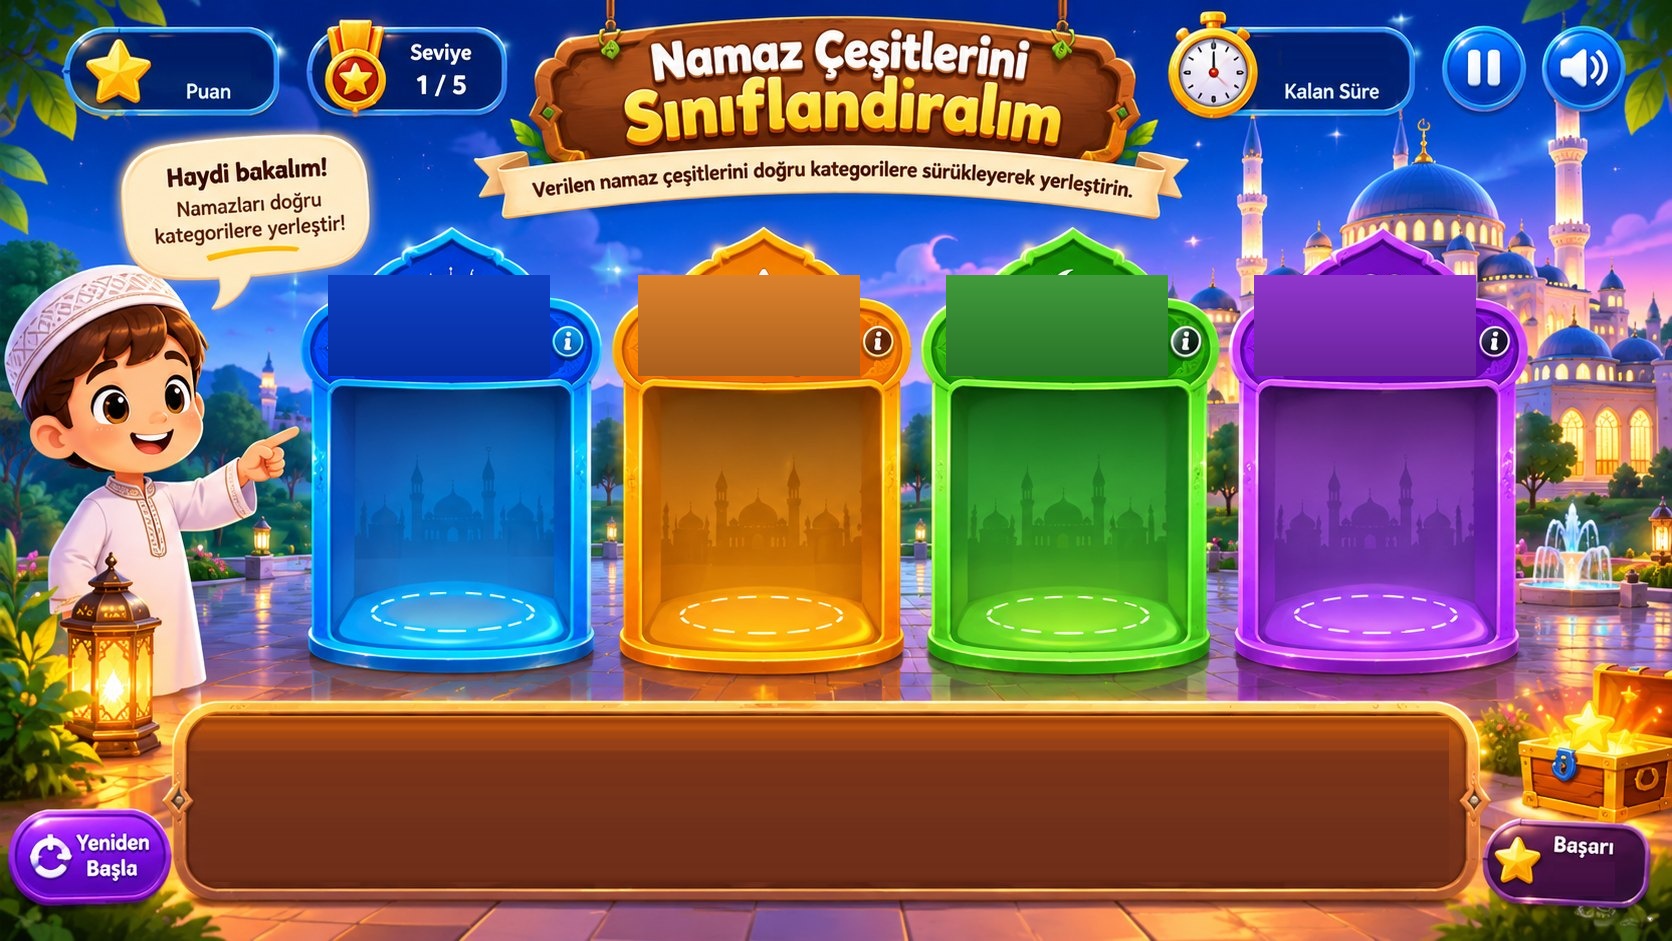 Puan
Seviye
1 / 5
Namaz Çeşitlerini
Sınıflandıralım
Verilen namaz çeşitlerini doğru kategorilere sürükleyerek yerleştirin.
Kalan Süre
Haydi bakalım!
Namazları doğru
kategorilere yerleştir!
i
i
i
i
Yeniden
Başla
Başarı